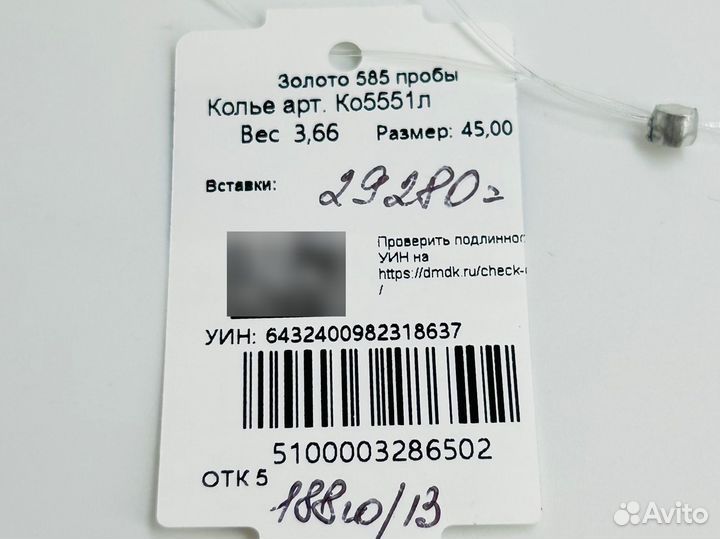 Золото 585 пробы
Колье арт. Ко5551л
Вес 3,66 Размер: 45,00
Вставки: 29280=
Проверить подлинност
УИН на
https://dmdk.ru/check-
/
УИН: 6432400982318637
5100003286502
ОТК 5
Avito